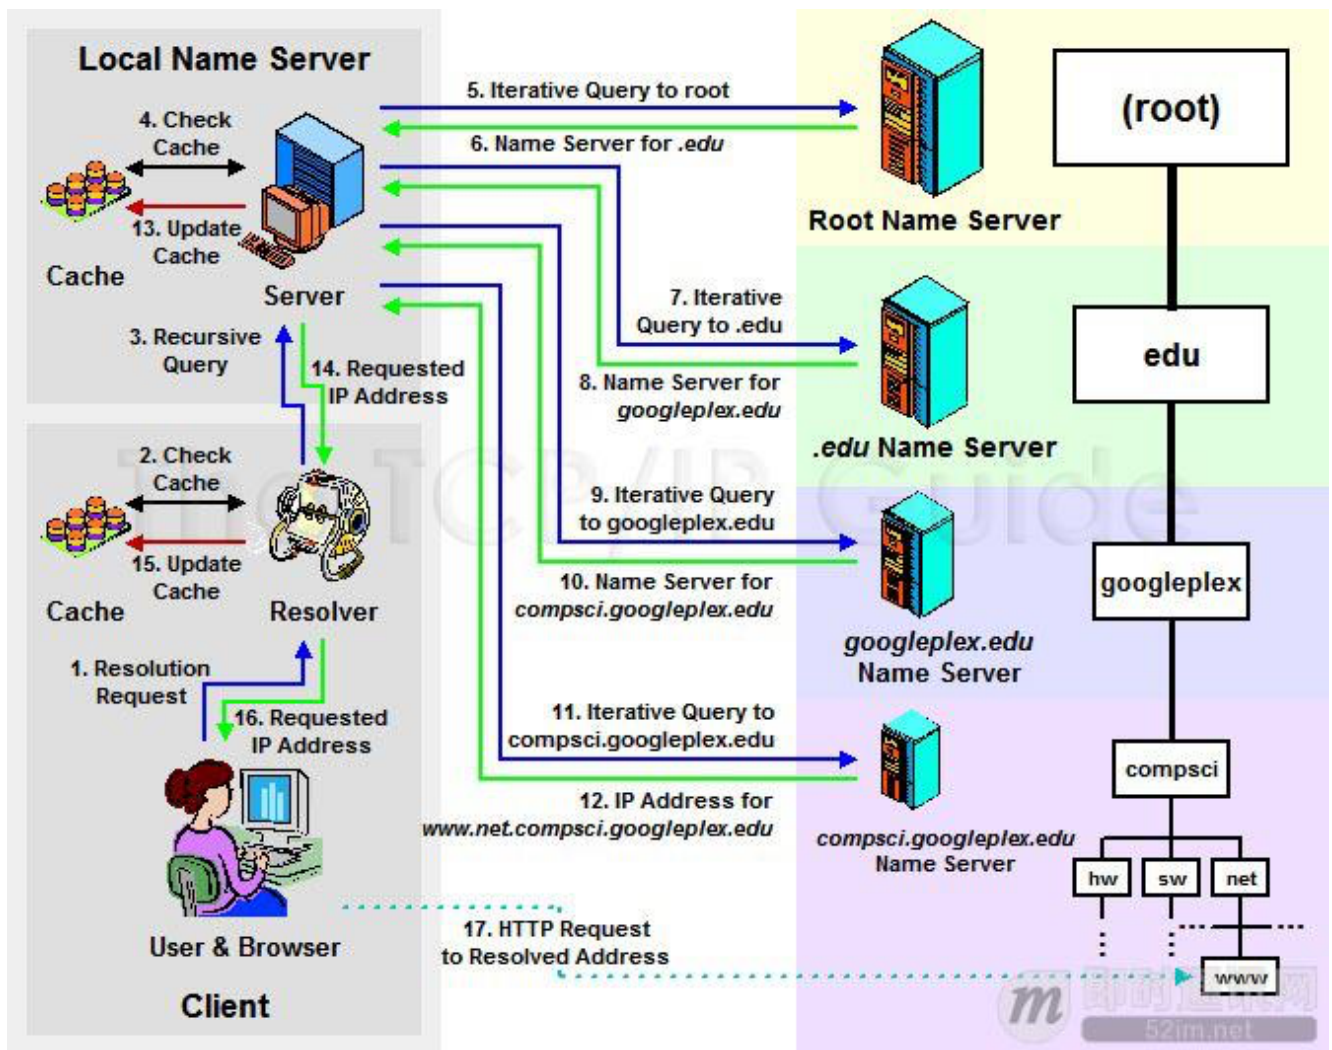 Local Name Server
4. Check
Cache
13. Update
Cache
Cache
Server
3. Recursive
Query
14. Requested
IP Address
5. Iterative Query to root
6. Name Server for .edu
7. Iterative
Query to .edu
8. Name Server for
googleplex.edu
9. Iterative Query
to googleplex.edu
10. Name Server for
compsci.googleplex.edu
11. Iterative Query to
compsci.googleplex.edu
12. IP Address for
www.net.compsci.googleplex.edu
2. Check
Cache
15. Update
Cache
Cache
Resolver
1. Resolution
Request
16. Requested
IP Address
User & Browser
Client
17. HTTP Request
to Resolved Address
Root Name Server
.edu Name Server
googleplex.edu
Name Server
compsci.googleplex.edu
Name Server
(root)
edu
googleplex
compsci
hw
sw
net
www
The TCP/IP Guide
即时通讯网
52im.net